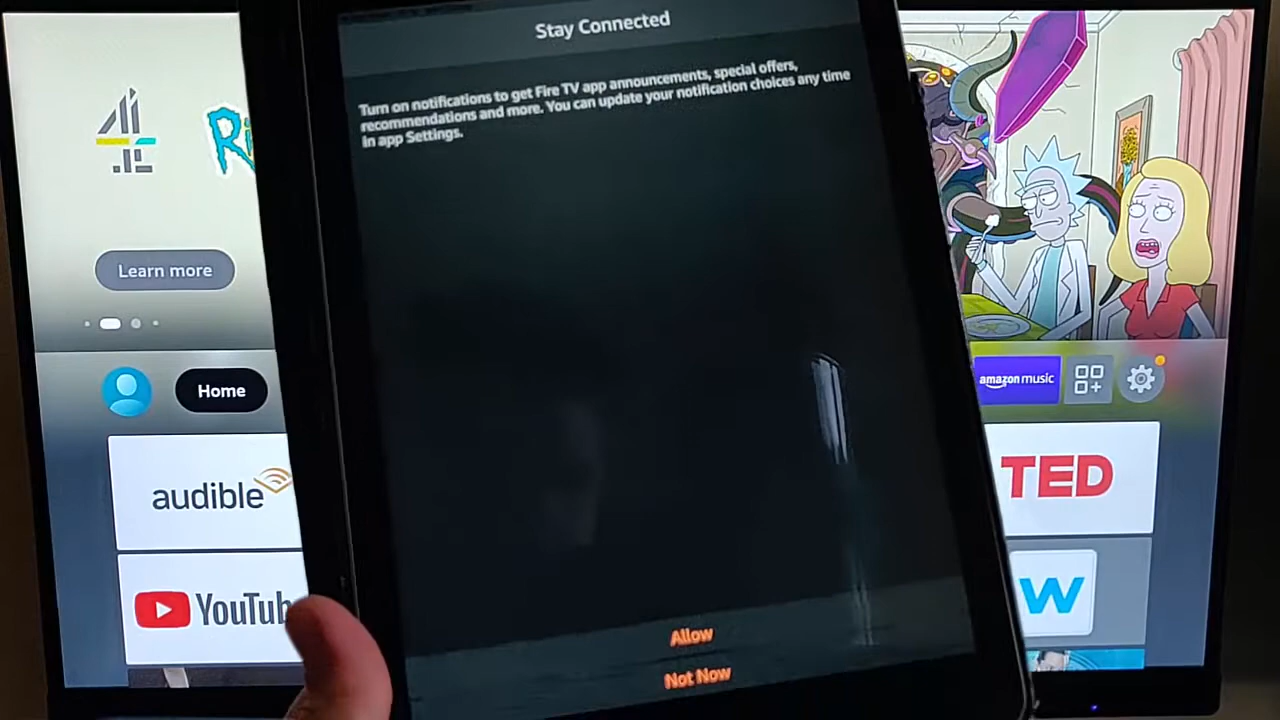 Stay Connected
Turn on notifications to get Fire TV app announcements, special offers,
recommendations and more. You can update your notification choices any time
in app Settings.
Allow
Not Now
4
Ri
Learn more
Home
audible
YouTub
amazon music
TED
W